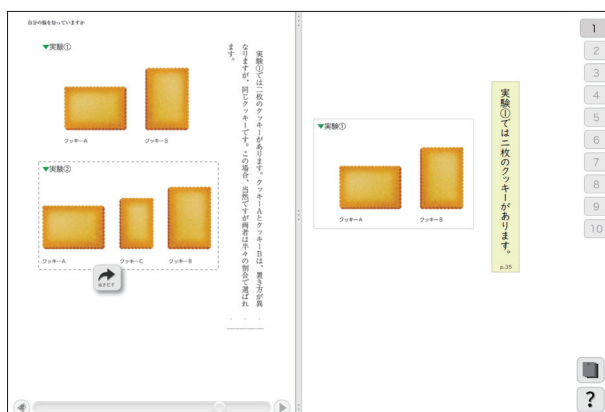 自分の脳を知っていますか
実験①では二枚のクッキーがあります。クッキーAとクッキーBは、置き方が異
なりますが、同じクッキーです。この場合、当然ですが両者は半々の割合で選ばれ
ます。
▼実験①
クッキーA
クッキーB
▼実験②
クッキーA
クッキーC
クッキーB
ぬきだす
実験①では二枚のクッキーがあります。
p.35
▼実験①
クッキーA
クッキーB
1
2
3
4
5
6
7
8
9
10
?